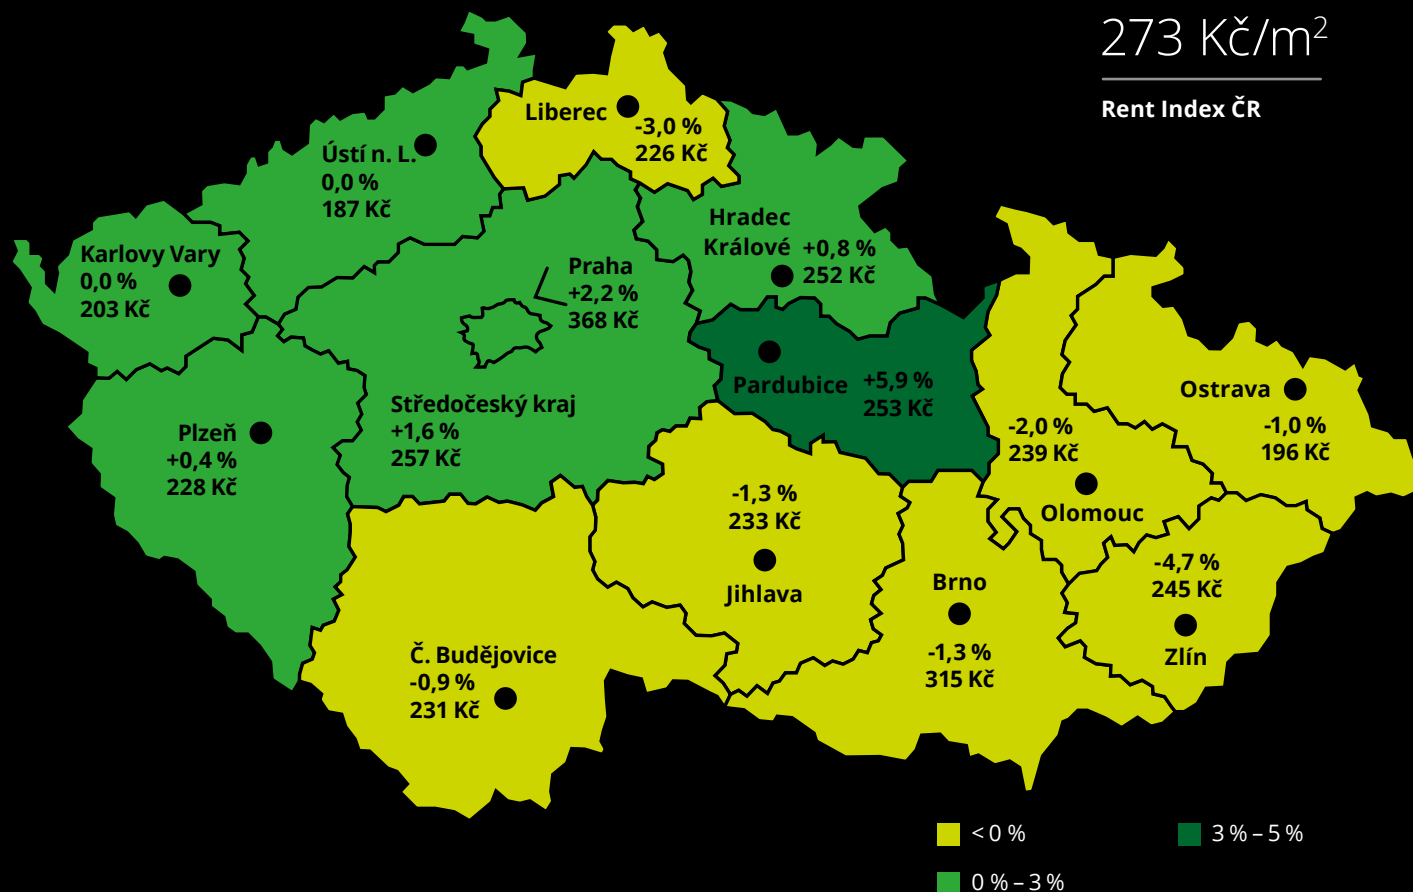 273 Kč/m²
Rent Index ČR
Liberec
-3,0 %
226 Kč
Ústí n. L.
0,0 %
187 Kč
Hradec
Králové
+0,8 %
252 Kč
Karlovy Vary
0,0 %
203 Kč
Praha
+2,2 %
368 Kč
Pardubice
+5,9 %
253 Kč
Ostrava
-1,0 %
196 Kč
Středočeský kraj
+1,6 %
257 Kč
Plzeň
+0,4 %
228 Kč
-2,0 %
239 Kč
Olomouc
-1,3 %
233 Kč
Jihlava
Brno
-1,3 %
315 Kč
-4,7 %
245 Kč
Zlín
Č. Budějovice
-0,9 %
231 Kč
< 0 %
3 % – 5 %
0 % – 3 %